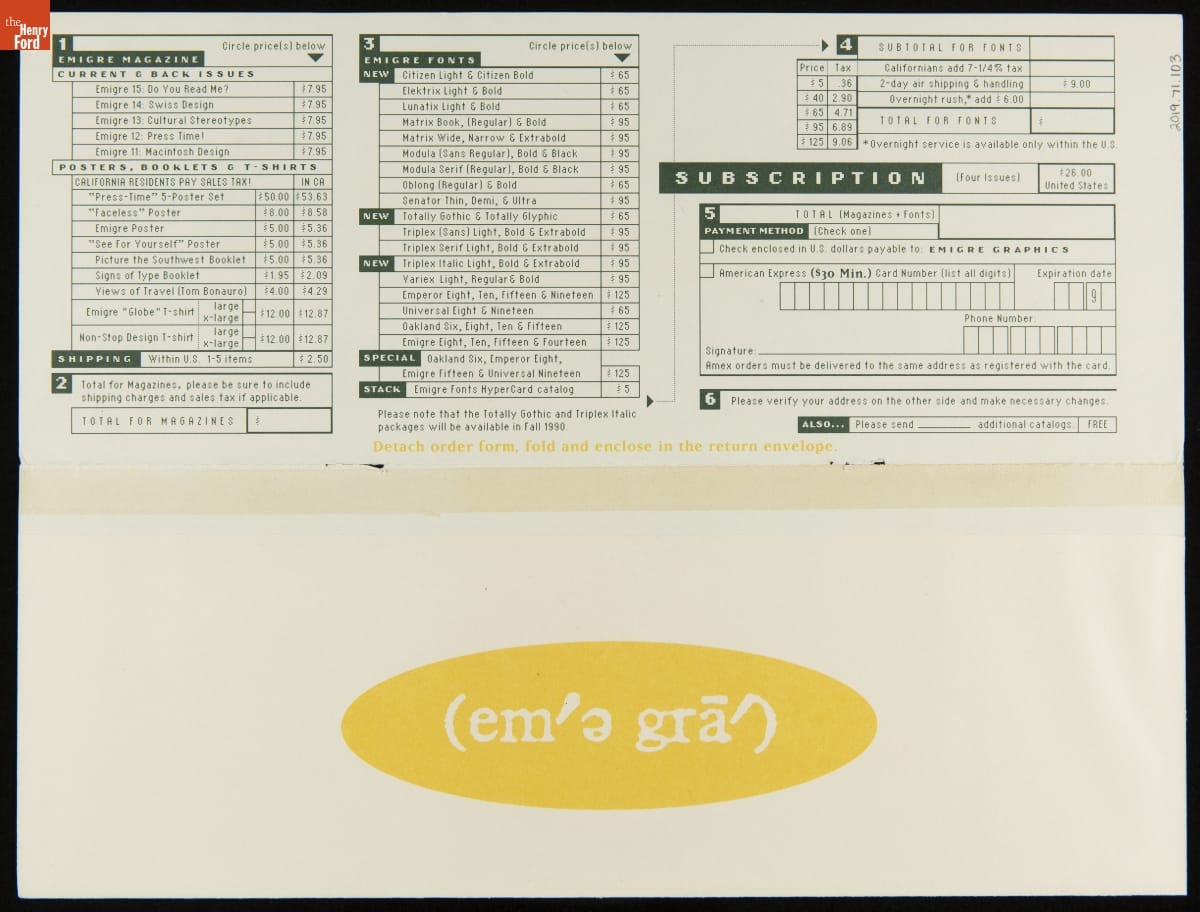 the
Henry
Ford
2019.71.103
1 Circle price(s) below
EMIGRE MAGAZINE
CURRENT & BACK ISSUES
Emigre 15: Do You Read Me? $7.95
Emigre 14: Swiss Design $7.95
Emigre 13: Cultural Stereotypes $7.95
Emigre 12: Press Time! $7.95
Emigre 11: Macintosh Design $7.95
POSTERS, BOOKLETS & T-SHIRTS
CALIFORNIA RESIDENTS PAY SALES TAX! IN CA
"Press-Time" 5-Poster Set $50.00 $53.63
"Faceless" Poster $8.00 $8.58
Emigre Poster $5.00 $5.36
"See For Yourself" Poster $5.00 $5.36
Picture the Southwest Booklet $5.00 $5.36
Signs of Type Booklet $1.95 $2.09
Views of Travel (Tom Bonauro) $4.00 $4.29
Emigre "Globe" T-shirt large x-large $12.00 $12.87
Non-Stop Design T-shirt large x-large $12.00 $12.87
SHIPPING Within U.S. 1-5 items $2.50
2 Total for Magazines, please be sure to include
shipping charges and sales tax if applicable.
TOTAL FOR MAGAZINES $
3 Circle price(s) below
EMIGRE FONTS
NEW Citizen Light & Citizen Bold $65
Elektrix Light & Bold $65
Lunatix Light & Bold $65
Matrix Book, (Regular) & Bold $95
Matrix Wide, Narrow & Extrabold $95
Modula (Sans Regular), Bold & Black $95
Modula Serif (Regular), Bold & Black $95
Oblong (Regular) & Bold $65
Senator Thin, Demi, & Ultra $95
NEW Totally Gothic & Totally Glyphic $65
Triplex (Sans) Light, Bold & Extrabold $95
Triplex Serif Light, Bold & Extrabold $95
NEW Triplex Italic Light, Bold & Extrabold $95
Variex Light, Regular & Bold $95
Emperor Eight, Ten, Fifteen & Nineteen $125
Universal Eight & Nineteen $65
Oakland Six, Eight, Ten & Fifteen $125
Emigre Eight, Ten, Fifteen & Fourteen $125
SPECIAL Oakland Six, Emperor Eight,
Emigre Fifteen & Universal Nineteen $125
STACK Emigre Fonts HyperCard catalog $5
Please note that the Totally Gothic and Triplex Italic
packages will be available in Fall 1990.
4 SUBTOTAL FOR FONTS
Price Tax Californians add 7-1/4% tax
$5 .36 2-day air shipping & handling $9.00
$40 2.90 Overnight rush,* add $6.00
$65 4.71 TOTAL FOR FONTS $
$95 6.89
$125 9.06 *Overnight service is available only within the U.S.
SUBSCRIPTION (Four Issues) $26.00
United States
5 TOTAL (Magazines + Fonts)
PAYMENT METHOD (Check one)
Check enclosed in U.S. dollars payable to: EMIGRE GRAPHICS
American Express ($30 Min.) Card Number (list all digits) Expiration date
9
Phone Number:
Signature:
Amex orders must be delivered to the same address as registered with the card.
6 Please verify your address on the other side and make necessary changes.
ALSO... Please send ________ additional catalogs. FREE
Detach order form, fold and enclose in the return envelope.
(em′ə grā′)